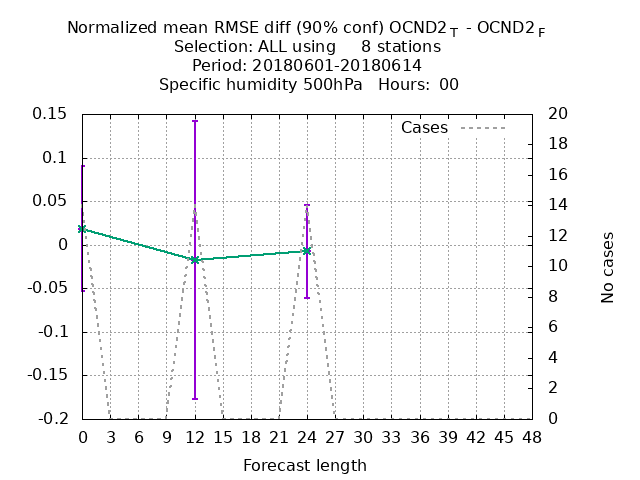 Normalized mean RMSE diff (90% conf) OCND2 T - OCND2 F
Selection: ALL using 8 stations
Period: 20180601-20180614
Specific humidity 500hPa Hours: 00
Cases
0.15
0.1
0.05
0
-0.05
-0.1
-0.15
-0.2
20
18
16
14
12
10
8
6
4
2
0
No cases
0 3 6 9 12 15 18 21 24 27 30 33 36 39 42 45 48
Forecast length